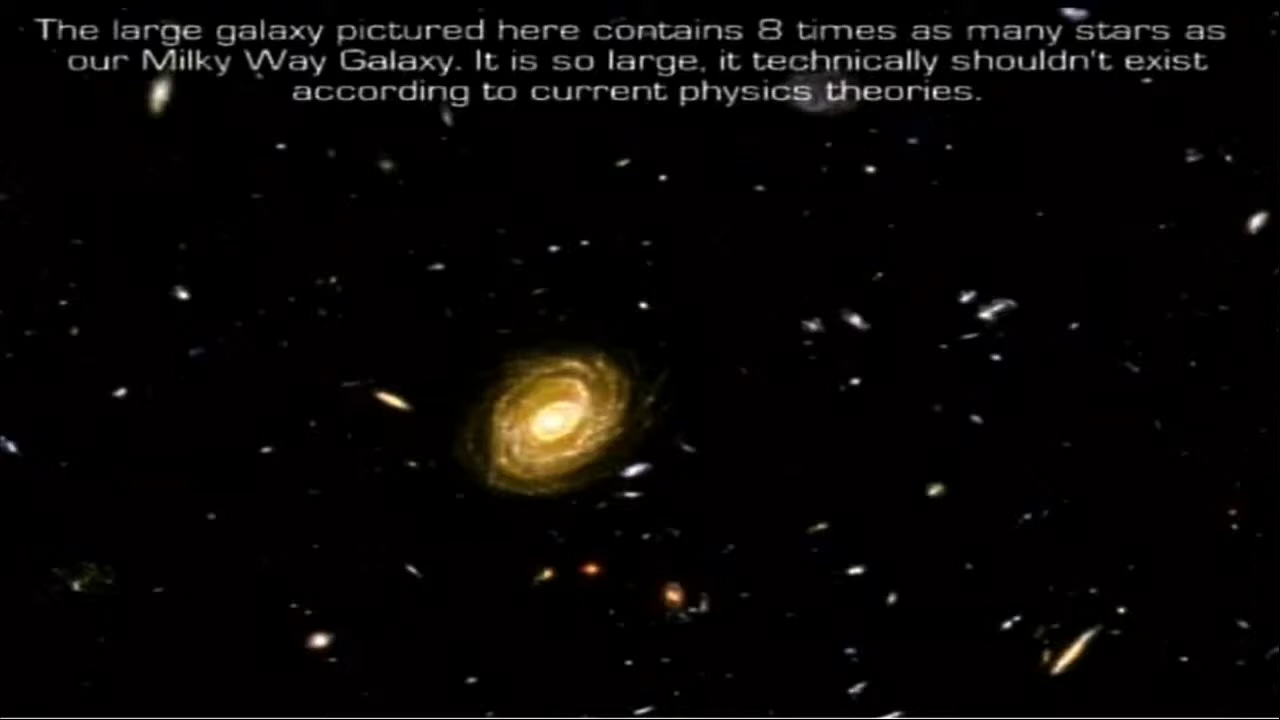 The large galaxy pictured here contains 8 times as many stars as
our Milky Way Galaxy. It is so large, it technically shouldn't exist
according to current physics theories.